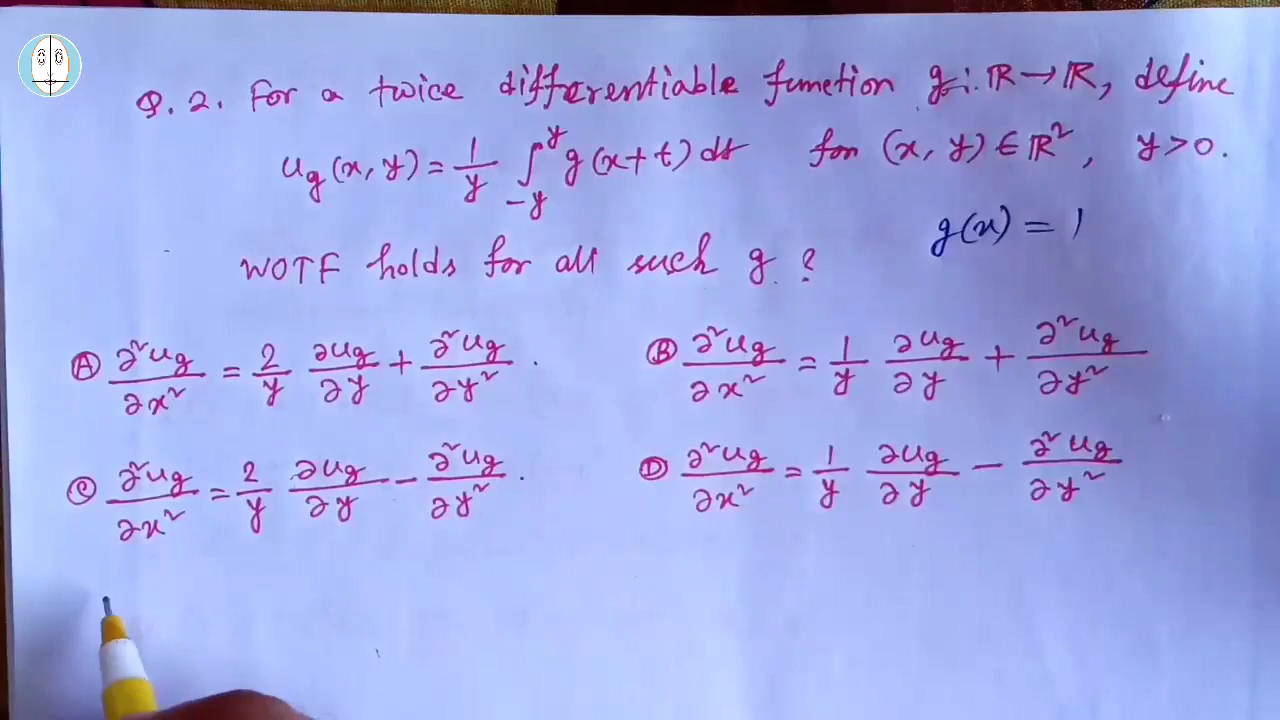 Q. 2. For a twice differentiable function g: ℝ → ℝ, define
u_g(x, y) = 1/y ∫_{-y}^{y} g(x+t) dt for (x, y) ∈ ℝ², y > 0.
g(x) = 1
WOTF holds for all such g. ?
Ⓐ ∂²u_g/∂x² = 2/y ∂u_g/∂y + ∂²u_g/∂y² .
Ⓑ ∂²u_g/∂x² = 1/y ∂u_g/∂y + ∂²u_g/∂y²
Ⓒ ∂²u_g/∂x² = 2/y ∂u_g/∂y − ∂²u_g/∂y² .
Ⓓ ∂²u_g/∂x² = 1/y ∂u_g/∂y − ∂²u_g/∂y²